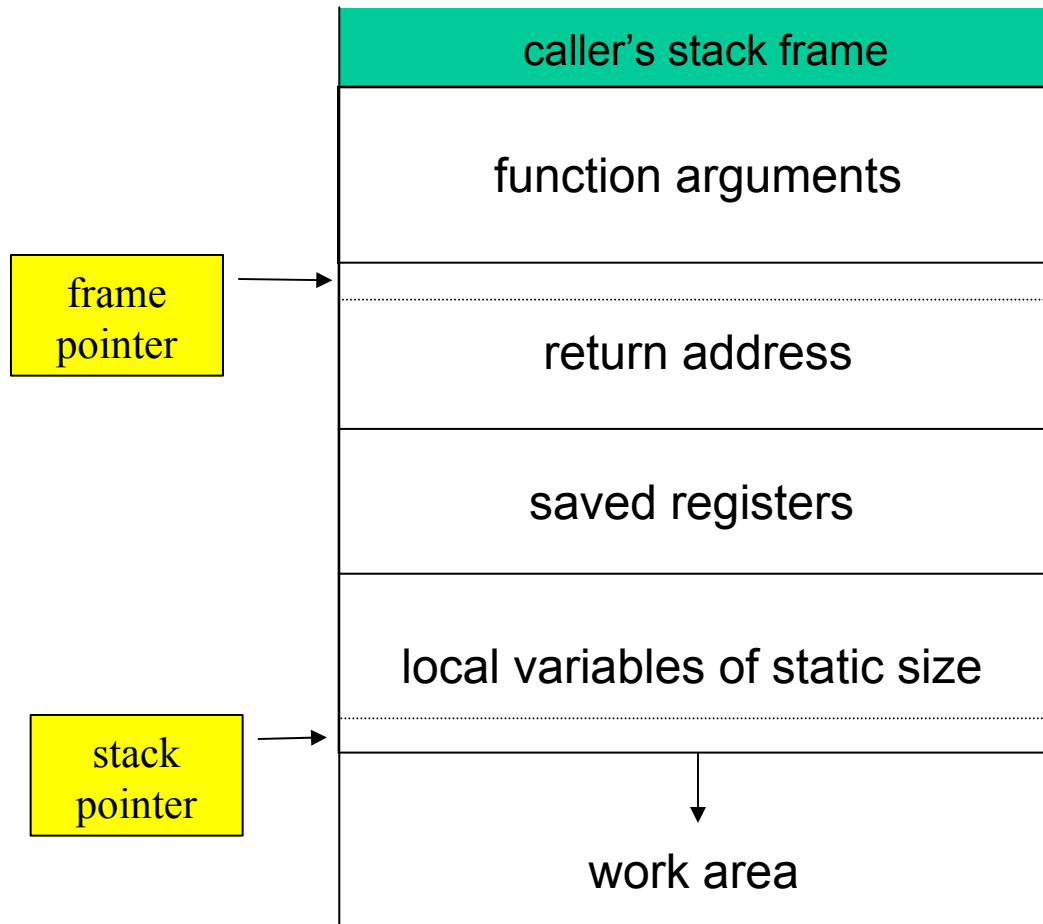 caller’s stack frame
function arguments
frame
pointer
return address
saved registers
local variables of static size
stack
pointer
work area